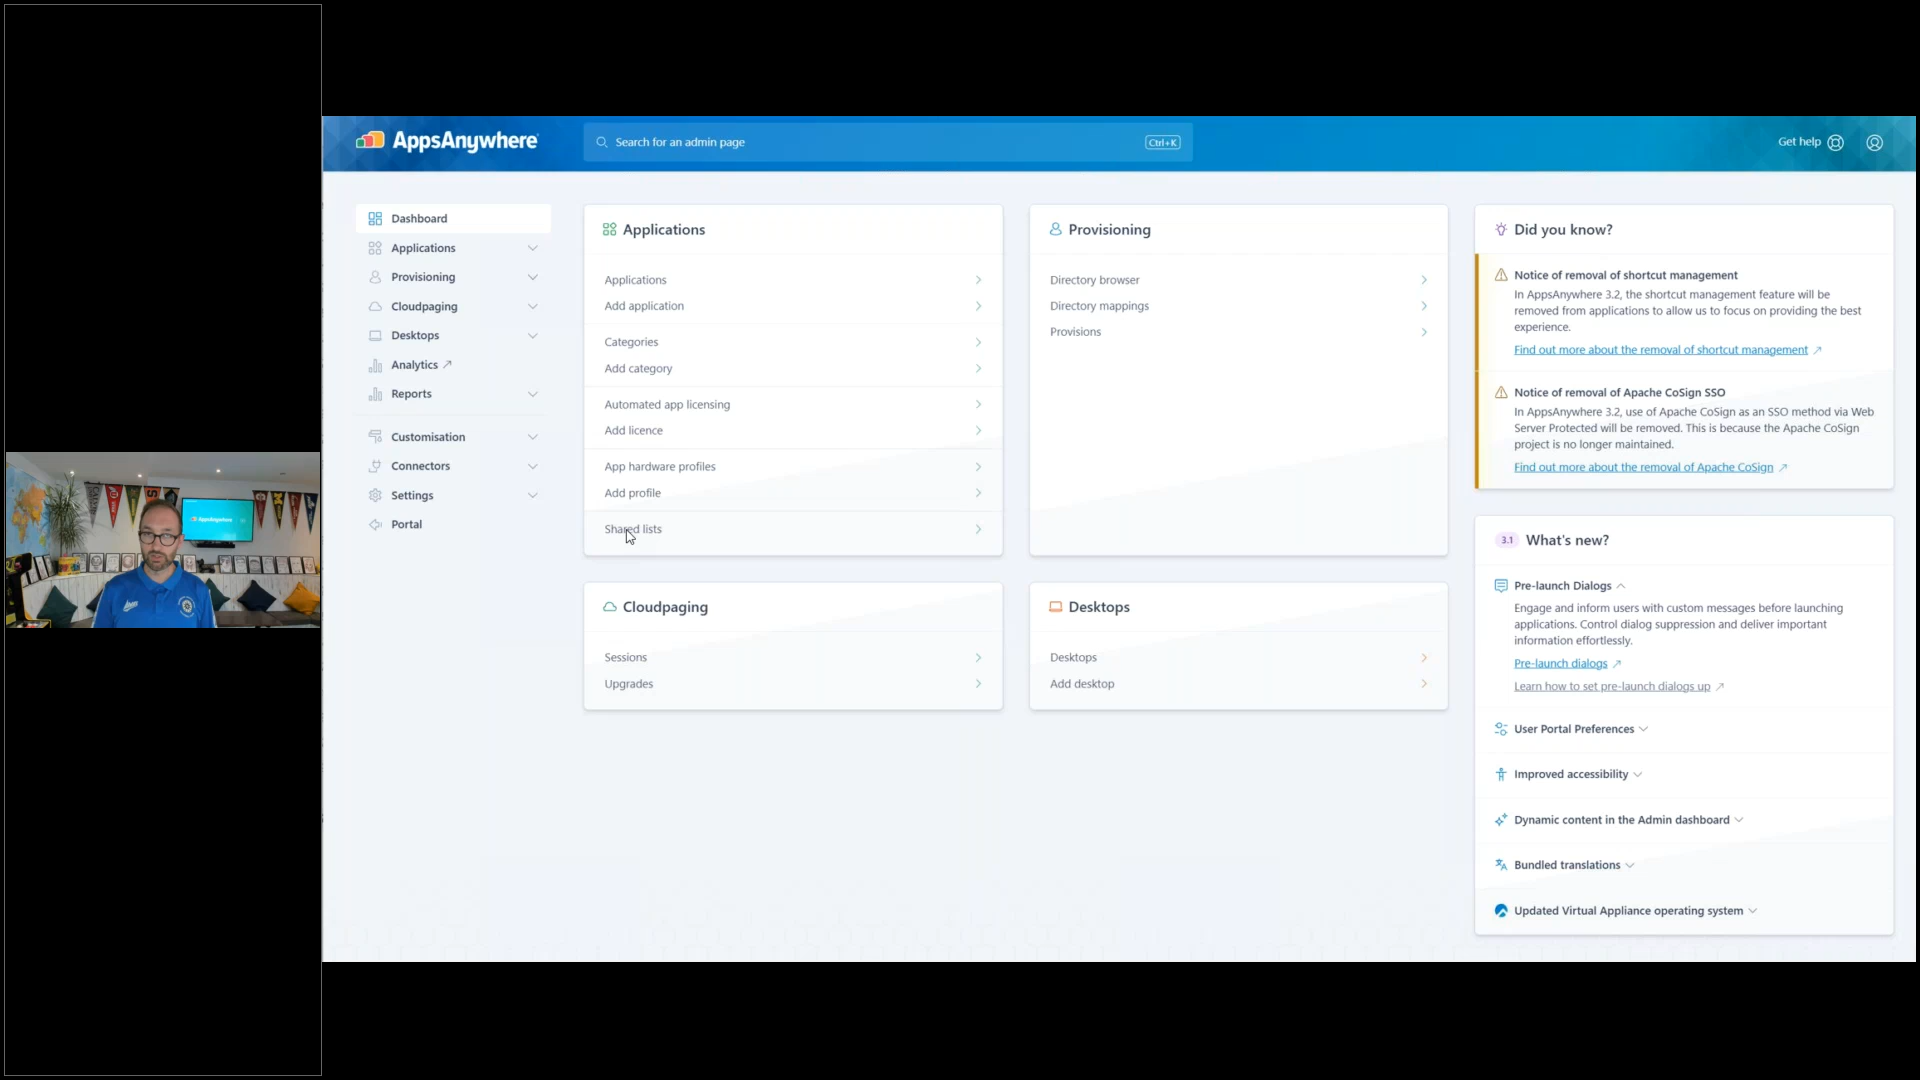 AppsAnywhere
Search for an admin page
Ctrl+K
Get help
Dashboard
Applications
Provisioning
Cloudpaging
Desktops
Analytics
Reports
Customisation
Connectors
Settings
Portal
Applications
Applications
Add application
Categories
Add category
Automated app licensing
Add licence
App hardware profiles
Add profile
Shared lists
Provisioning
Directory browser
Directory mappings
Provisions
Cloudpaging
Sessions
Upgrades
Desktops
Desktops
Add desktop
Did you know?
Notice of removal of shortcut management
In AppsAnywhere 3.2, the shortcut management feature will be
removed from applications to allow us to focus on providing the best
experience.
Find out more about the removal of shortcut management
Notice of removal of Apache CoSign SSO
In AppsAnywhere 3.2, use of Apache CoSign as an SSO method via Web
Server Protected will be removed. This is because the Apache CoSign
project is no longer maintained.
Find out more about the removal of Apache CoSign
3.1 What's new?
Pre-launch Dialogs
Engage and inform users with custom messages before launching
applications. Control dialog suppression and deliver important
information effortlessly.
Pre-launch dialogs
Learn how to set pre-launch dialogs up
User Portal Preferences
Improved accessibility
Dynamic content in the Admin dashboard
Bundled translations
Updated Virtual Appliance operating system
AppsAnywhere